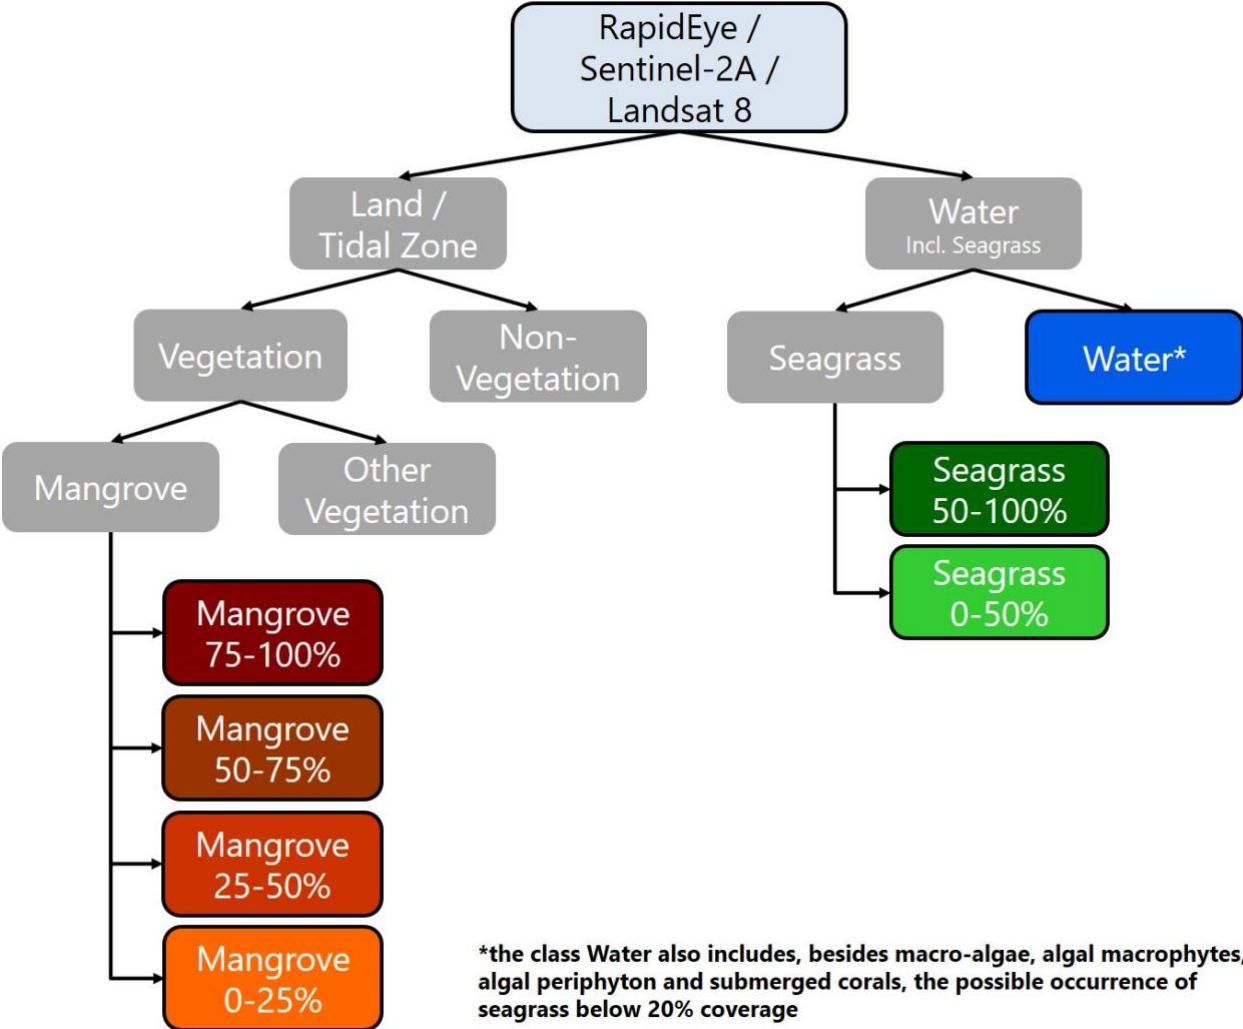 RapidEye /
Sentinel-2A /
Landsat 8
Land /
Tidal Zone
Water
Incl. Seagrass
Vegetation
Non-
Vegetation
Seagrass
Water*
Mangrove
Other
Vegetation
Seagrass
50-100%
Seagrass
0-50%
Mangrove
75-100%
Mangrove
50-75%
Mangrove
25-50%
Mangrove
0-25%
*the class Water also includes, besides macro-algae, algal macrophytes,
algal periphyton and submerged corals, the possible occurrence of
seagrass below 20% coverage